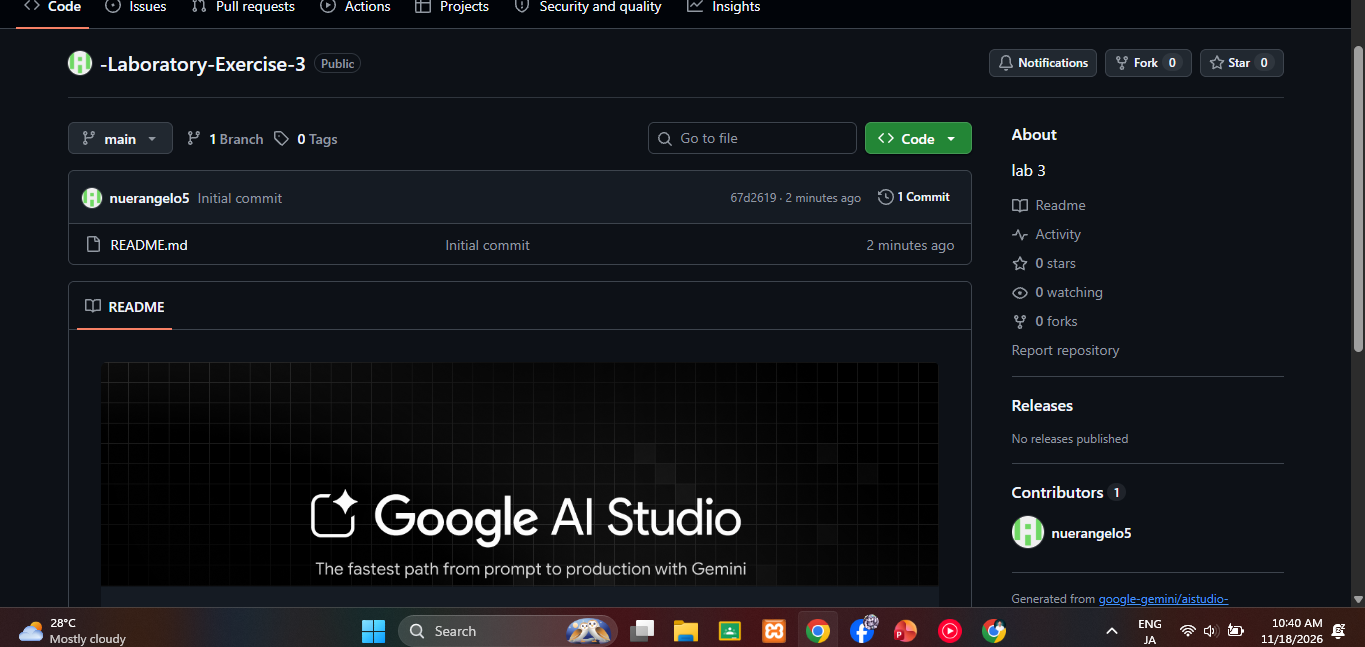 Code Issues Pull requests Actions Projects Security and quality Insights
-Laboratory-Exercise-3 Public
Notifications Fork 0 Star 0
main 1 Branch 0 Tags Go to file Code
nuerangelo5 Initial commit 67d2619 · 2 minutes ago 1 Commit
README.md Initial commit 2 minutes ago
README
Google AI Studio
The fastest path from prompt to production with Gemini
About
lab 3
Readme
Activity
0 stars
0 watching
0 forks
Report repository
Releases
No releases published
Contributors 1
nuerangelo5
Generated from google-gemini/aistudio-
28°C
Mostly cloudy
Search
ENG
JA
10:40 AM
11/18/2026